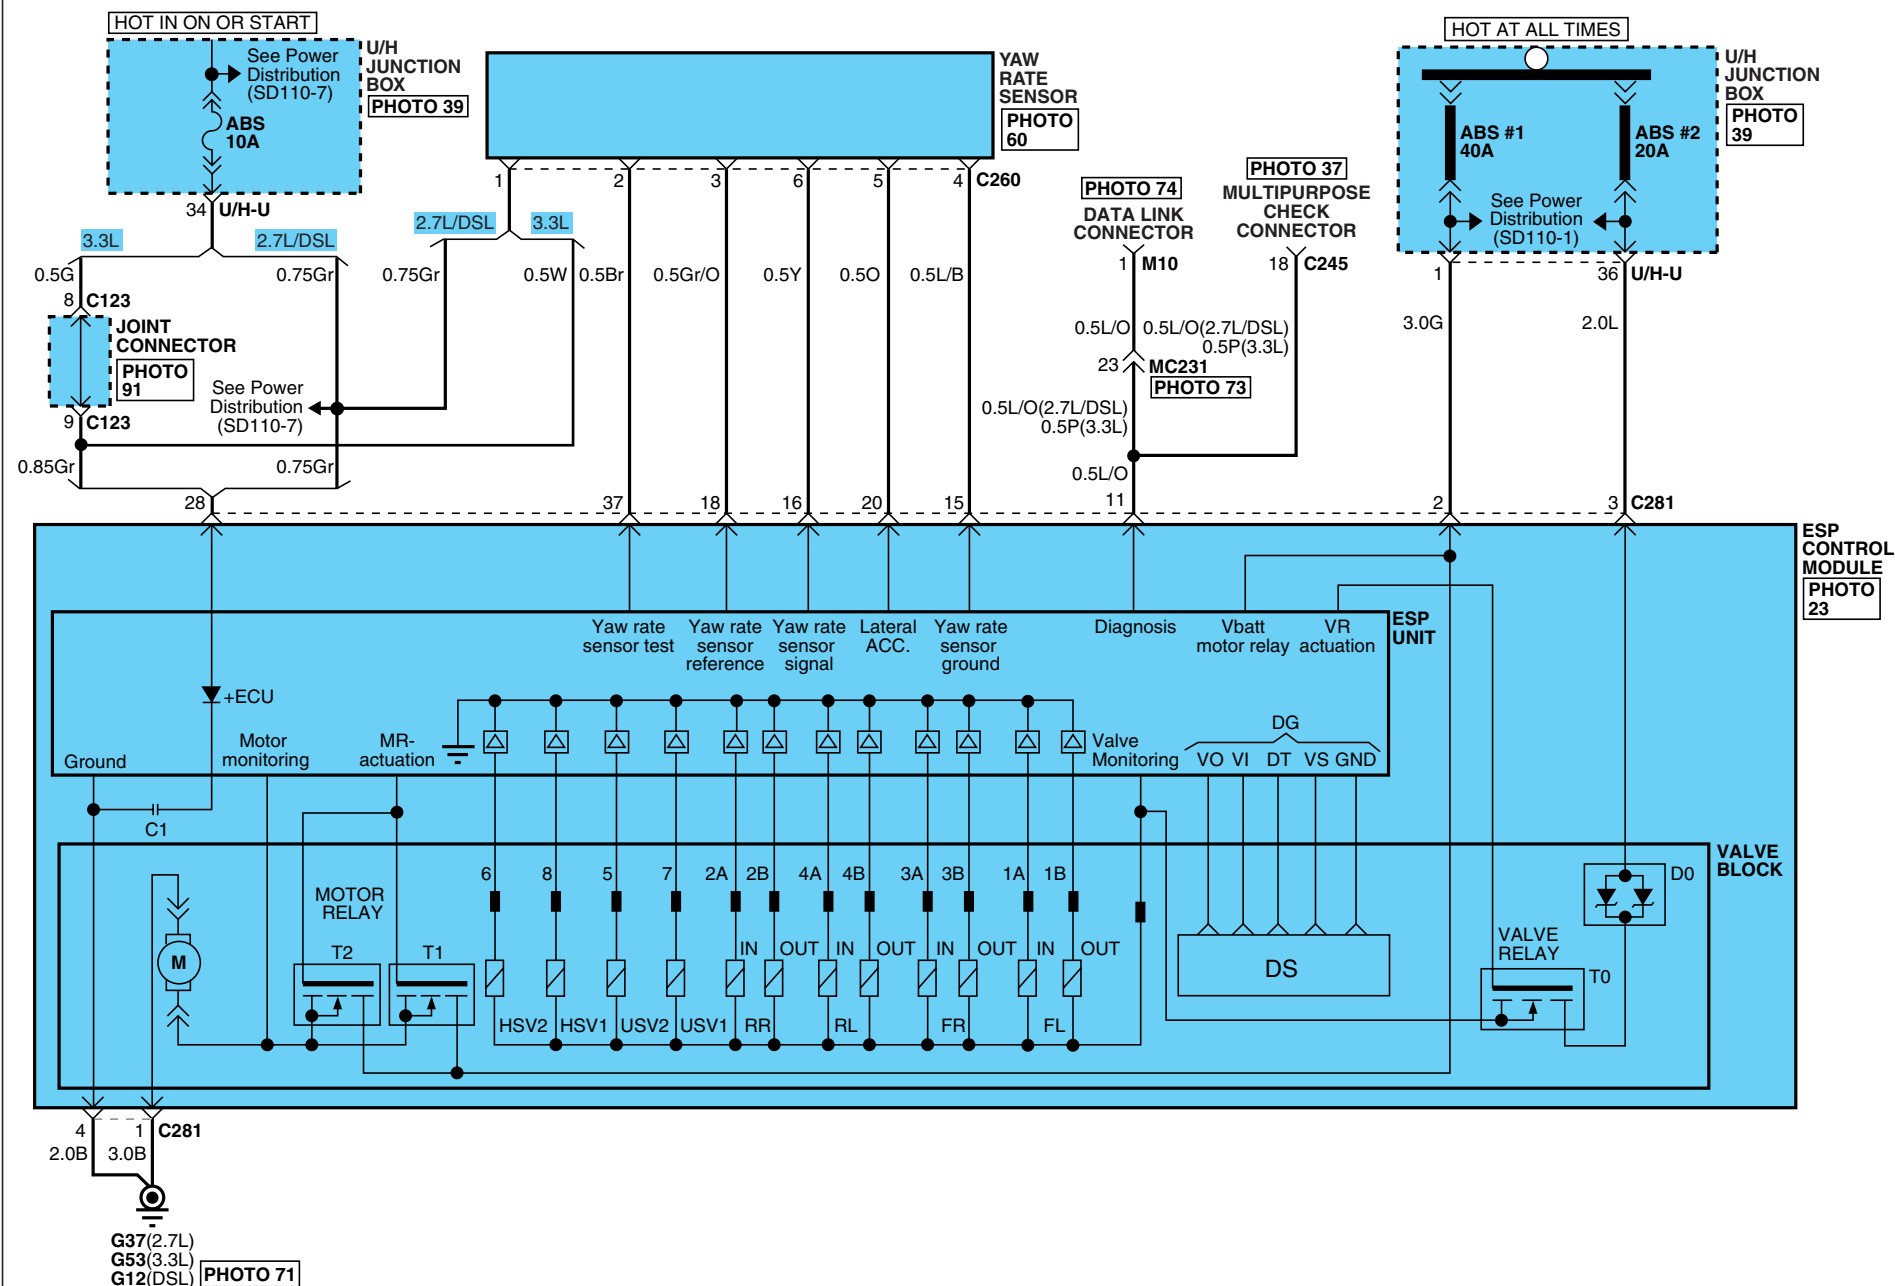 HOT IN ON OR START
See Power
Distribution
(SD110-7)
ABS
10A
U/H
JUNCTION
BOX
PHOTO 39
34 U/H-U
YAW
RATE
SENSOR
PHOTO
60
1 2 3 6 5 4 C260
HOT AT ALL TIMES
ABS #1
40A
ABS #2
20A
See Power
Distribution
(SD110-1)
U/H
JUNCTION
BOX
PHOTO
39
1 36 U/H-U
PHOTO 74
DATA LINK
CONNECTOR
1 M10
PHOTO 37
MULTIPURPOSE
CHECK
CONNECTOR
18 C245
3.3L 2.7L/DSL
2.7L/DSL 3.3L
0.5G 0.75Gr 0.75Gr 0.5W 0.5Br 0.5Gr/O 0.5Y 0.5O 0.5L/B
8 C123
JOINT
CONNECTOR
PHOTO
91
9 C123
See Power
Distribution
(SD110-7)
0.85Gr 0.75Gr
0.5L/O 0.5L/O(2.7L/DSL)
0.5P(3.3L)
23 MC231
PHOTO 73
0.5L/O(2.7L/DSL)
0.5P(3.3L)
0.5L/O
3.0G 2.0L
28 37 18 16 20 15 11 2 3 C281
ESP
CONTROL
MODULE
PHOTO
23
ESP
UNIT
Yaw rate
sensor test
Yaw rate
sensor
reference
Yaw rate
sensor
signal
Lateral
ACC.
Yaw rate
sensor
ground
Diagnosis
Vbatt
motor relay
VR
actuation
+ECU
Ground
Motor
monitoring
MR-
actuation
Valve
Monitoring
DG
VO VI DT VS GND
C1
VALVE
BLOCK
6 8 5 7 2A 2B 4A 4B 3A 3B 1A 1B
D0
MOTOR
RELAY
T2 T1
M
IN OUT IN OUT IN OUT IN OUT
DS
VALVE
RELAY
T0
HSV2 HSV1 USV2 USV1 RR RL FR FL
4 1 C281
2.0B 3.0B
G37(2.7L)
G53(3.3L)
G12(DSL) PHOTO 71